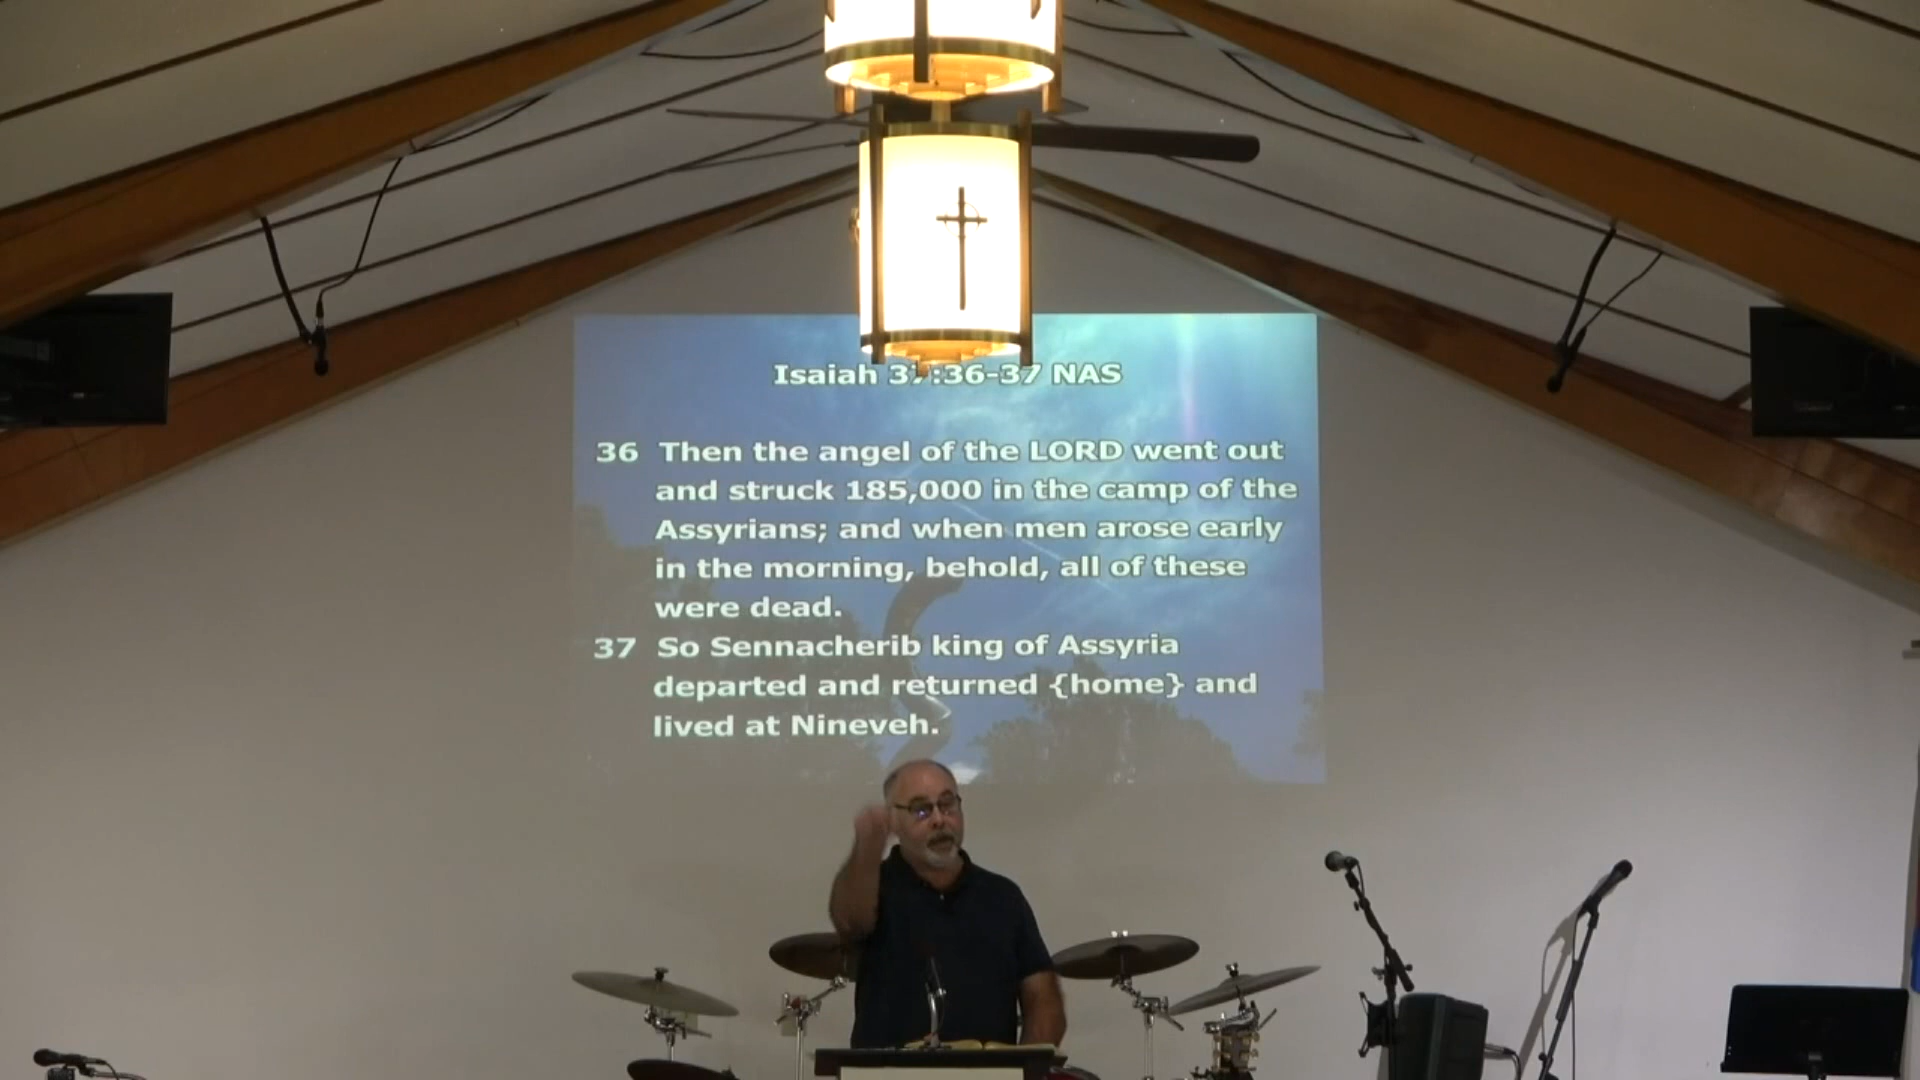 Isaiah 37:36-37 NAS
36 Then the angel of the LORD went out
and struck 185,000 in the camp of the
Assyrians; and when men arose early
in the morning, behold, all of these
were dead.
37 So Sennacherib king of Assyria
departed and returned {home} and
lived at Nineveh.